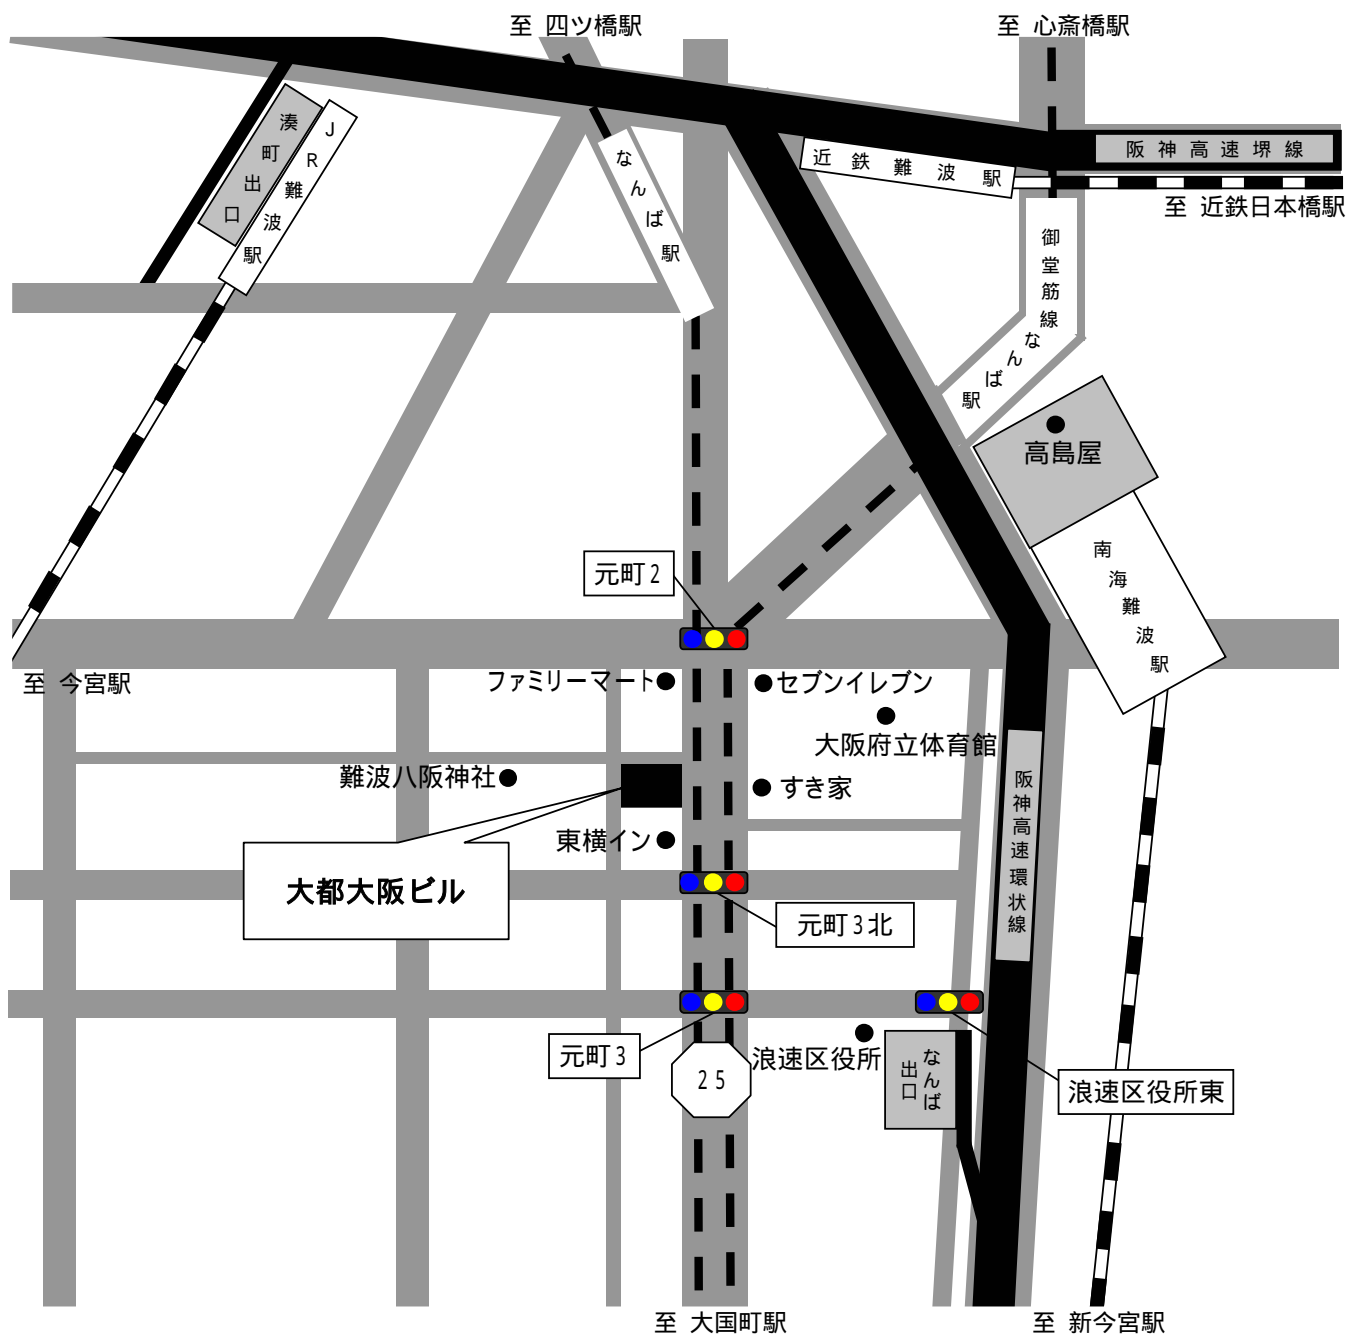 至 四ツ橋駅
至 心斎橋駅
湊町出口
JR難波駅
なんば駅
近鉄難波駅
阪神高速堺線
至 近鉄日本橋駅
御堂筋線なんば駅
高島屋
南海難波駅
元町2
至 今宮駅
ファミリーマート
セブンイレブン
大阪府立体育館
難波八阪神社
すき家
阪神高速環状線
東横イン
大都大阪ビル
元町3北
元町3
25
浪速区役所
なんば
出口
浪速区役所東
至 大国町駅
至 新今宮駅